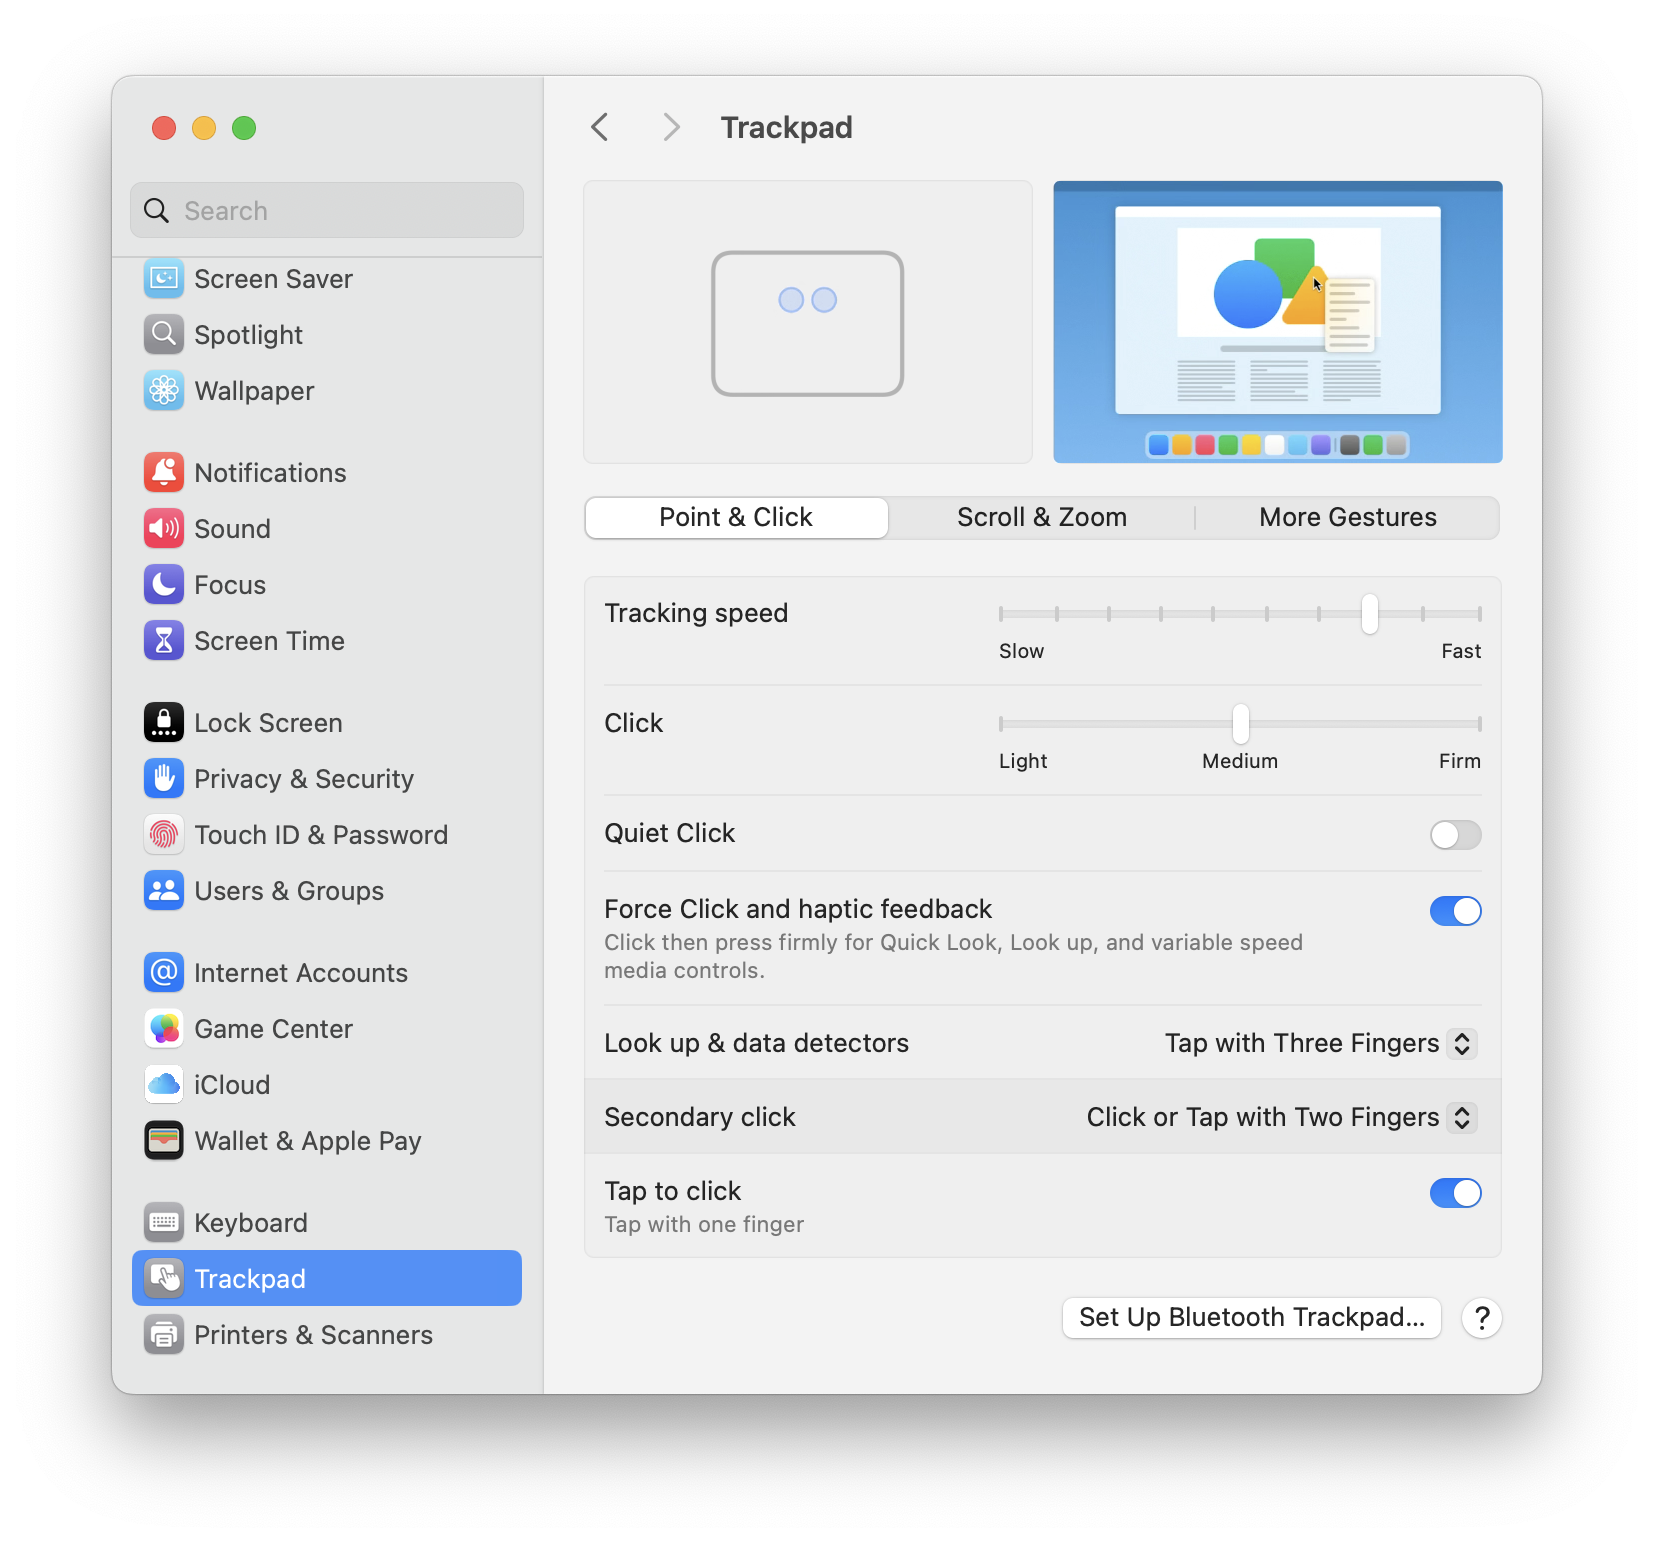 Trackpad
Search
Screen Saver
Spotlight
Wallpaper
Notifications
Sound
Focus
Screen Time
Lock Screen
Privacy & Security
Touch ID & Password
Users & Groups
Internet Accounts
Game Center
iCloud
Wallet & Apple Pay
Keyboard
Trackpad
Printers & Scanners
Point & Click
Scroll & Zoom
More Gestures
Tracking speed
Slow
Fast
Click
Light
Medium
Firm
Quiet Click
Force Click and haptic feedback
Click then press firmly for Quick Look, Look up, and variable speed
media controls.
Look up & data detectors
Tap with Three Fingers
Secondary click
Click or Tap with Two Fingers
Tap to click
Tap with one finger
Set Up Bluetooth Trackpad...
?